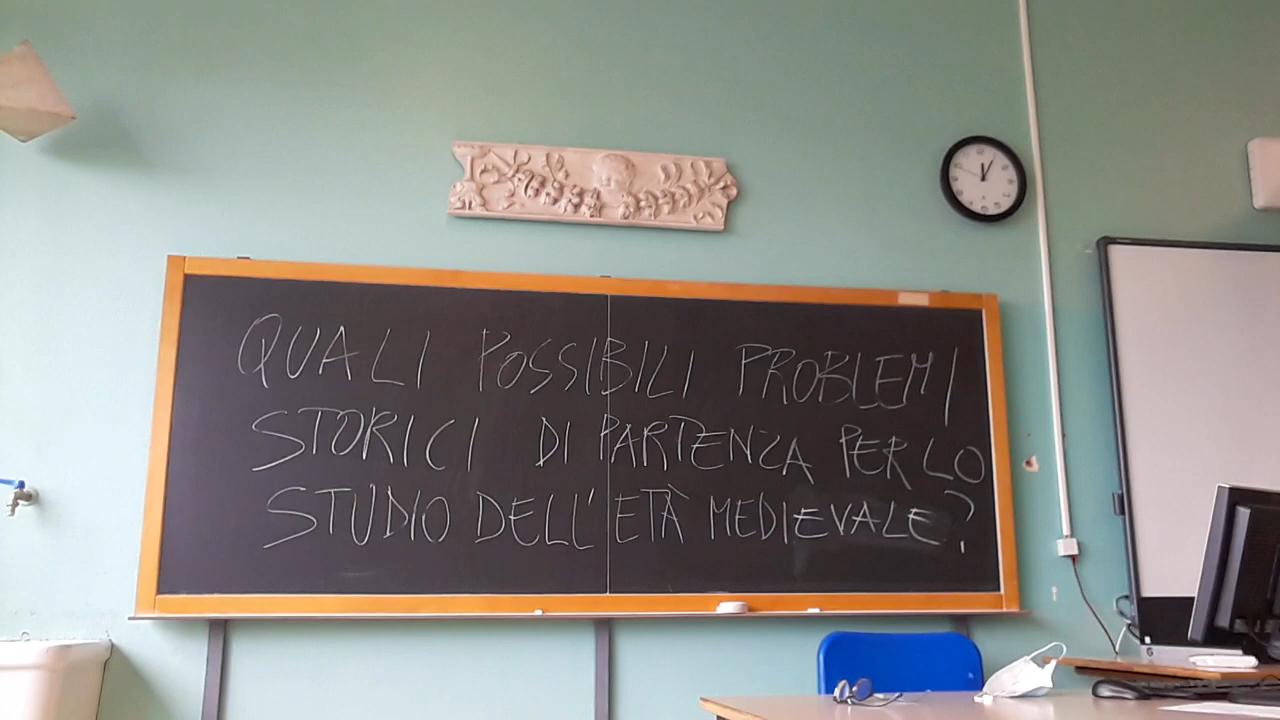 QUALI POSSIBILI PROBLEMI
STORICI DI PARTENZA PER LO
STUDIO DELL'ETÀ MEDIEVALE?